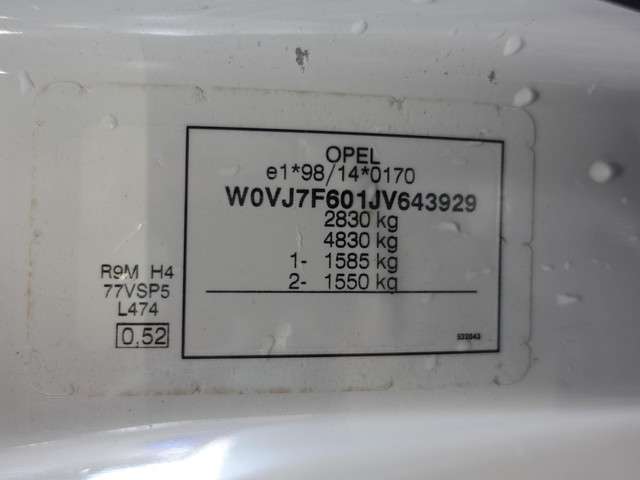 OPEL
e1*98/14*0170
W0VJ7F601JV643929
2830 kg
4830 kg
1- 1585 kg
2- 1550 kg
R9M H4
77VSP5
L474
0,52
532043